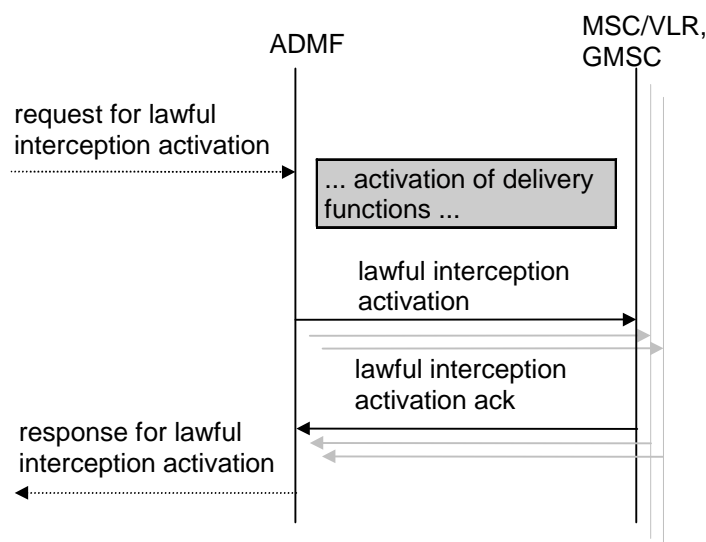 ADMF
MSC/VLR,
GMSC
request for lawful
interception activation
... activation of delivery
functions ...
lawful interception
activation
lawful interception
activation ack
response for lawful
interception activation